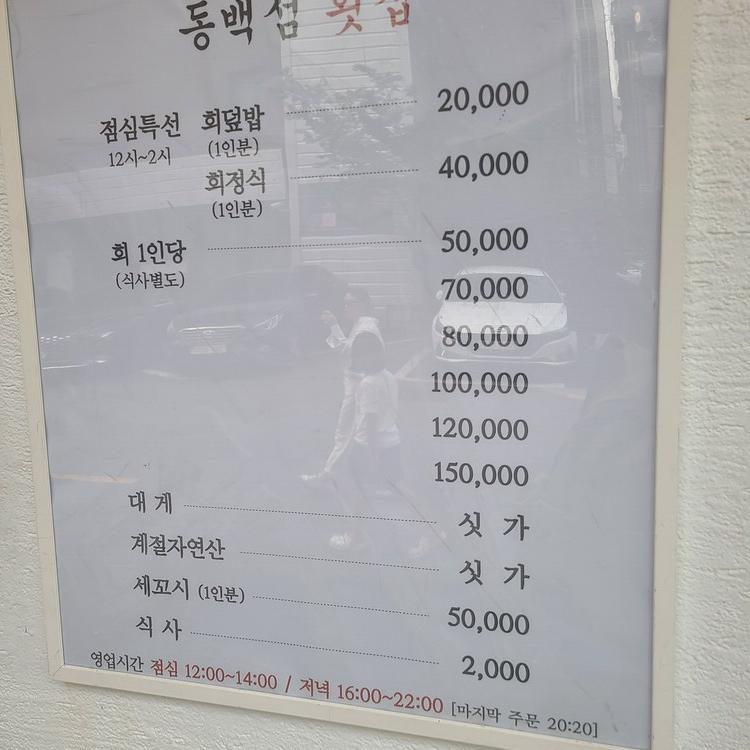 동백섬 횟집
점심특선 회덮밥 20,000
12시~2시 (1인분)
회정식 40,000
(1인분)
회 1인당 50,000
(식사별도)
70,000
80,000
100,000
120,000
150,000
대 게 싯 가
계절자연산 싯 가
세꼬시 (1인분) 50,000
식 사 2,000
영업시간 점심 12:00~14:00 / 저녁 16:00~22:00 [마지막 주문 20:20]